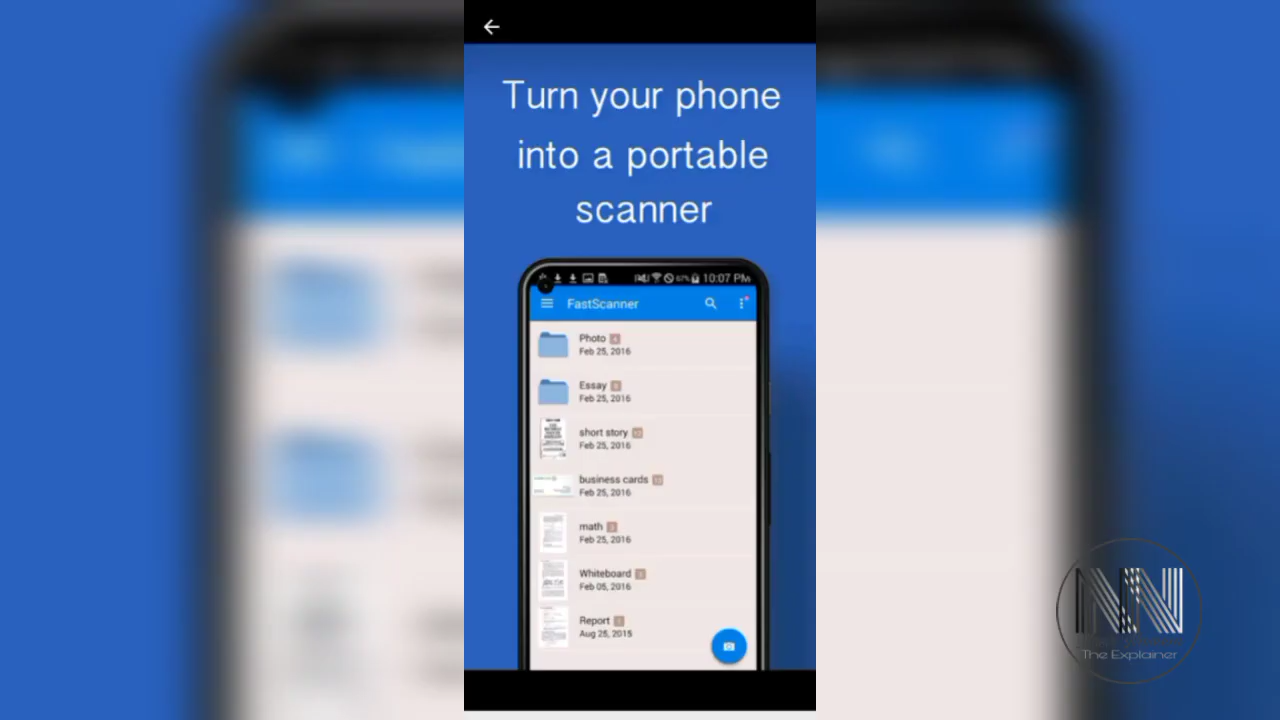 Turn your phone
into a portable
scanner
10:07 PM
FastScanner
Photo
Feb 25, 2016
Essay
Feb 25, 2016
short story
Feb 25, 2016
business cards
Feb 25, 2016
math
Feb 25, 2016
Whiteboard
Feb 05, 2016
Report
Aug 25, 2015
NN
The Explainer